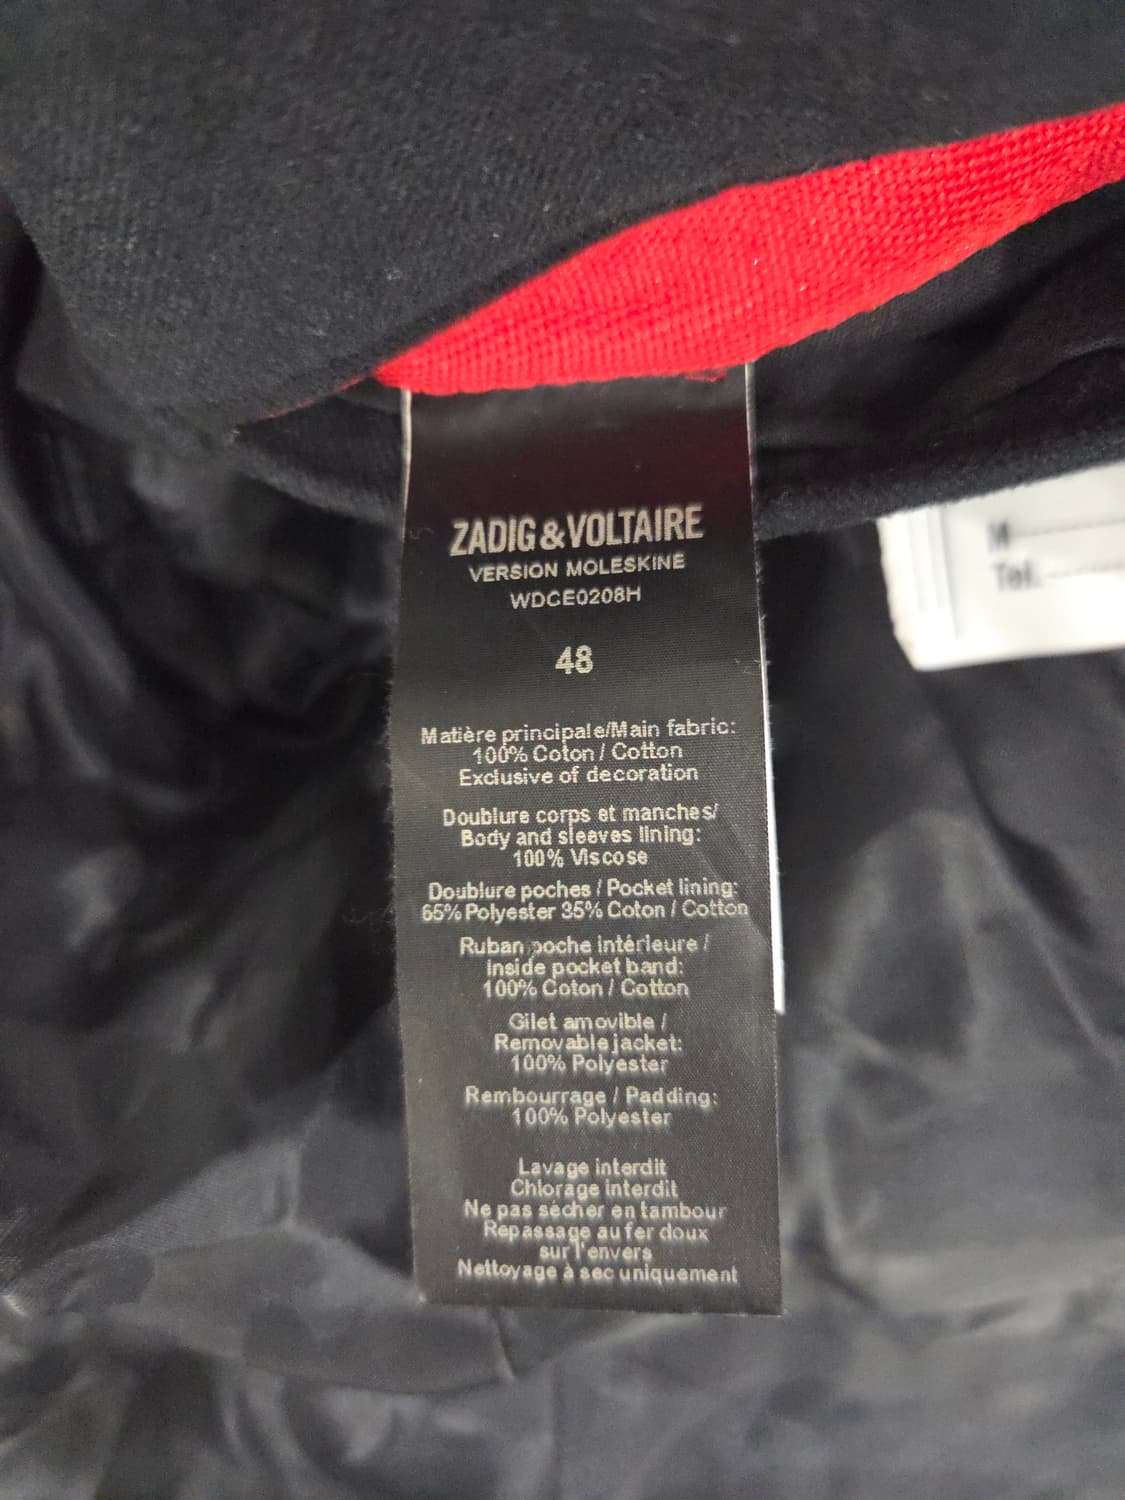 ZADIG & VOLTAIRE
VERSION MOLESKINE
WDCE0208H
48
Matière principale/Main fabric:
100% Coton / Cotton
Exclusive of decoration
Doublure corps et manches/
Body and sleeves lining:
100% Viscose
Doublure poches / Pocket lining:
65% Polyester 35% Coton / Cotton
Ruban poche intérieure /
Inside pocket band:
100% Coton / Cotton
Gilet amovible /
Removable jacket:
100% Polyester
Rembourrage / Padding:
100% Polyester
Lavage interdit
Chlorage interdit
Ne pas sécher en tambour
Repassage au fer doux
sur l'envers
Nettoyage à sec uniquement
Tel.